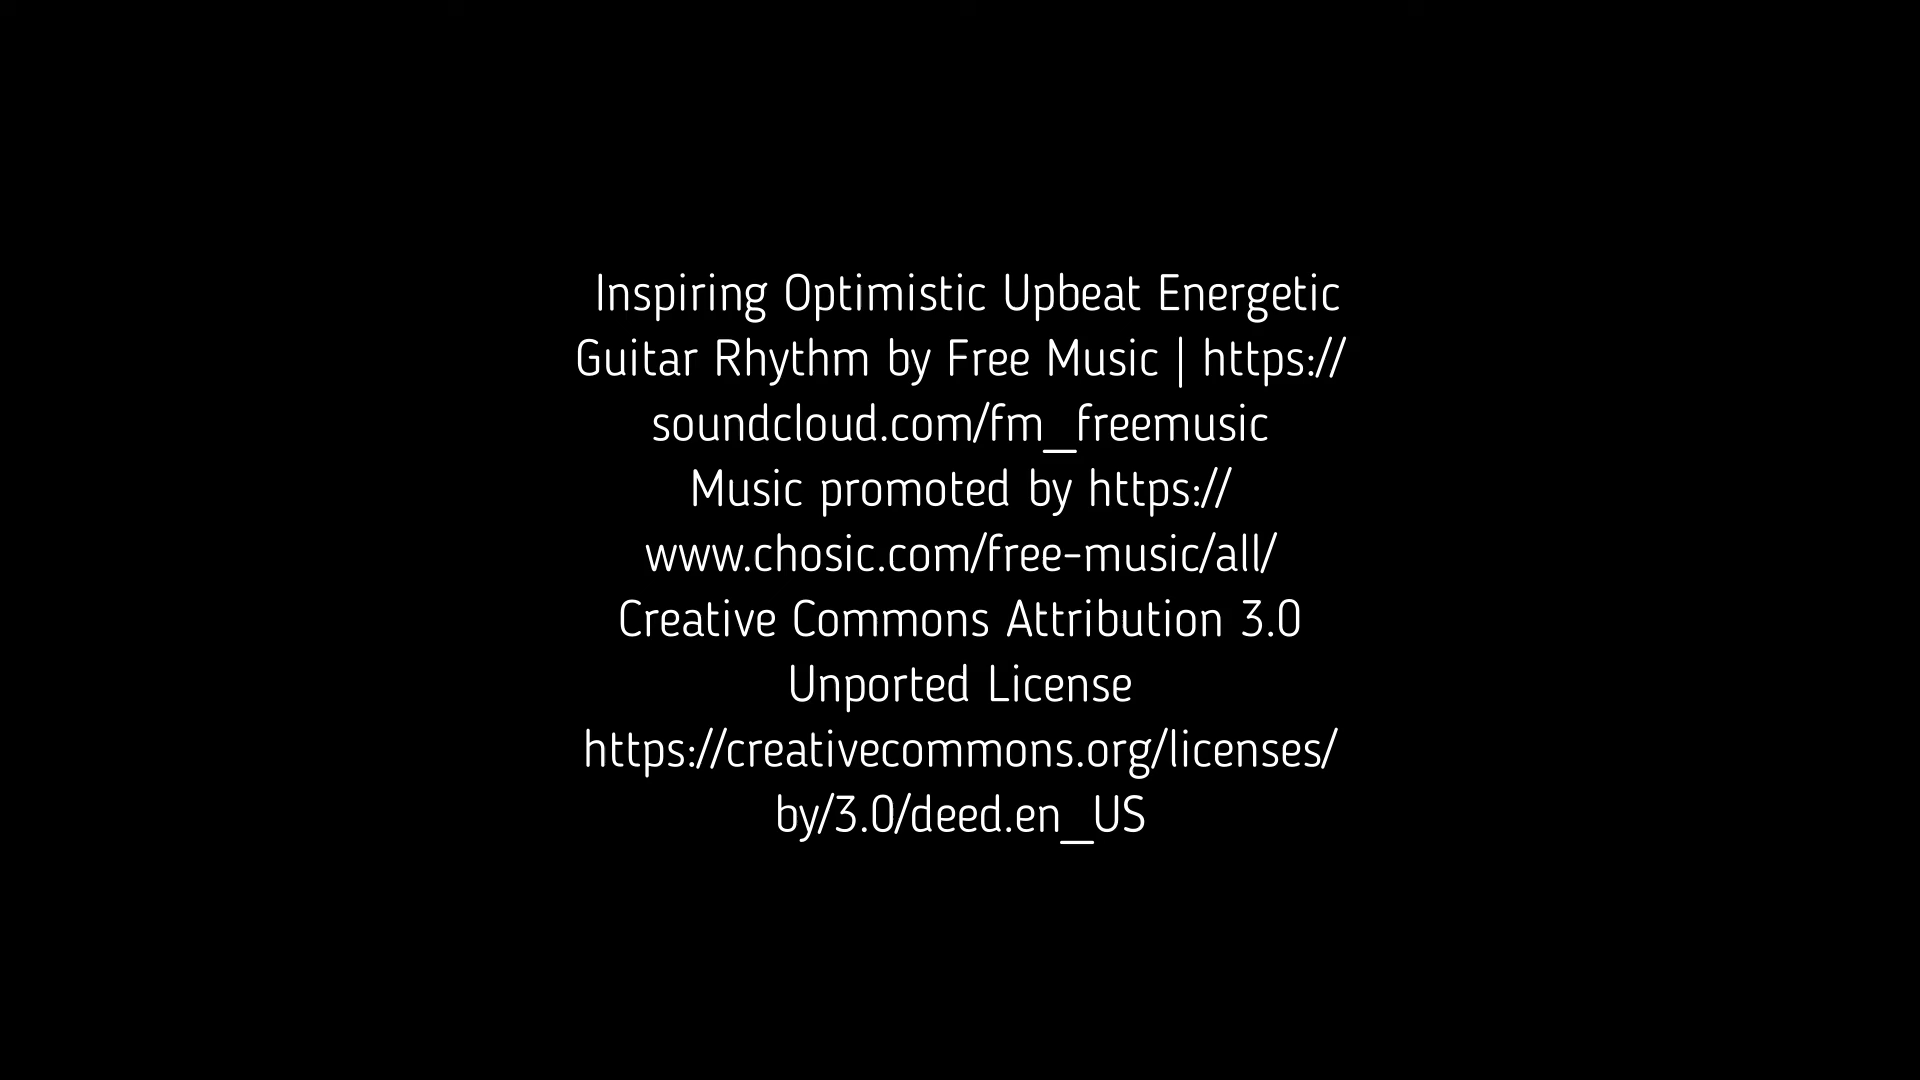 Inspiring Optimistic Upbeat Energetic
Guitar Rhythm by Free Music | https://
soundcloud.com/fm_freemusic
Music promoted by https://
www.chosic.com/free-music/all/
Creative Commons Attribution 3.0
Unported License
https://creativecommons.org/licenses/
by/3.0/deed.en_US